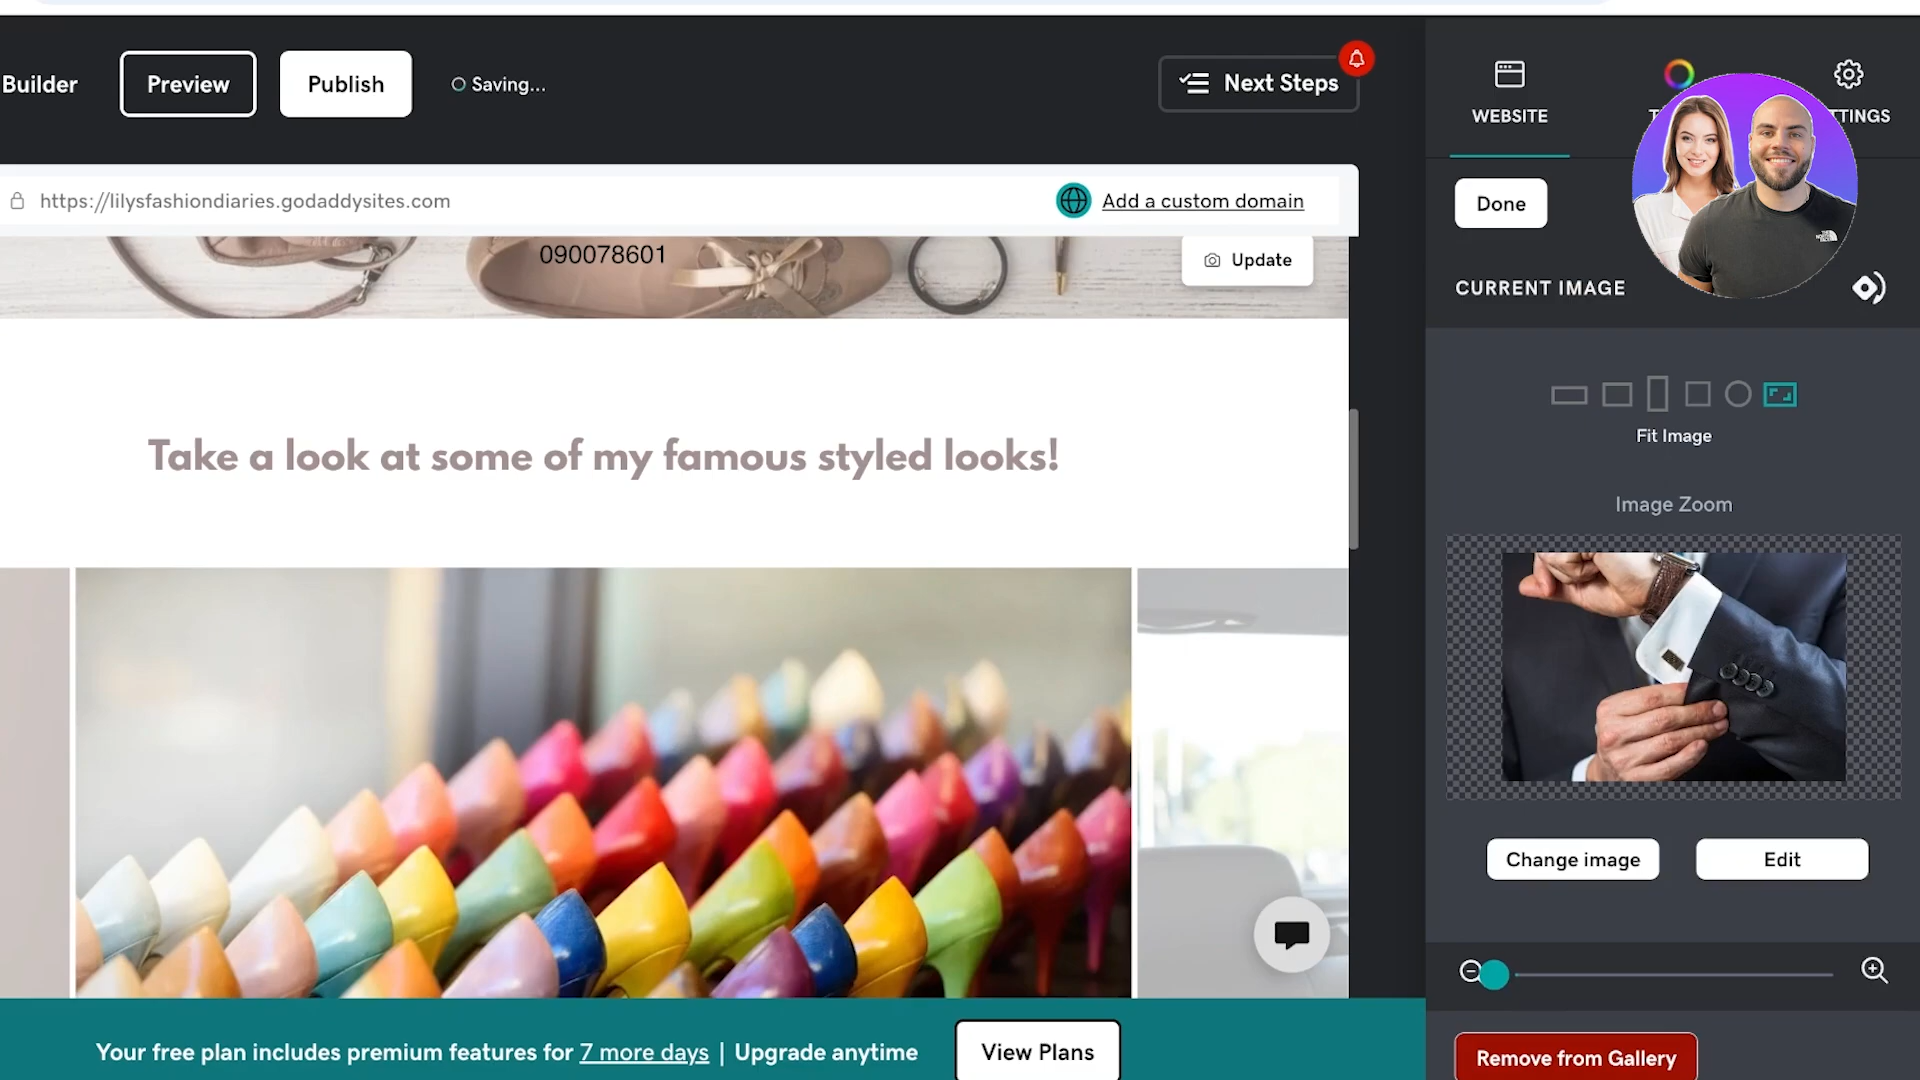 Builder
Preview
Publish
Saving...
Next Steps
WEBSITE
TTINGS
https://lilysfashiondiaries.godaddysites.com
Add a custom domain
Done
090078601
Update
CURRENT IMAGE
Fit Image
Take a look at some of my famous styled looks!
Image Zoom
Change image
Edit
Your free plan includes premium features for 7 more days | Upgrade anytime
View Plans
Remove from Gallery